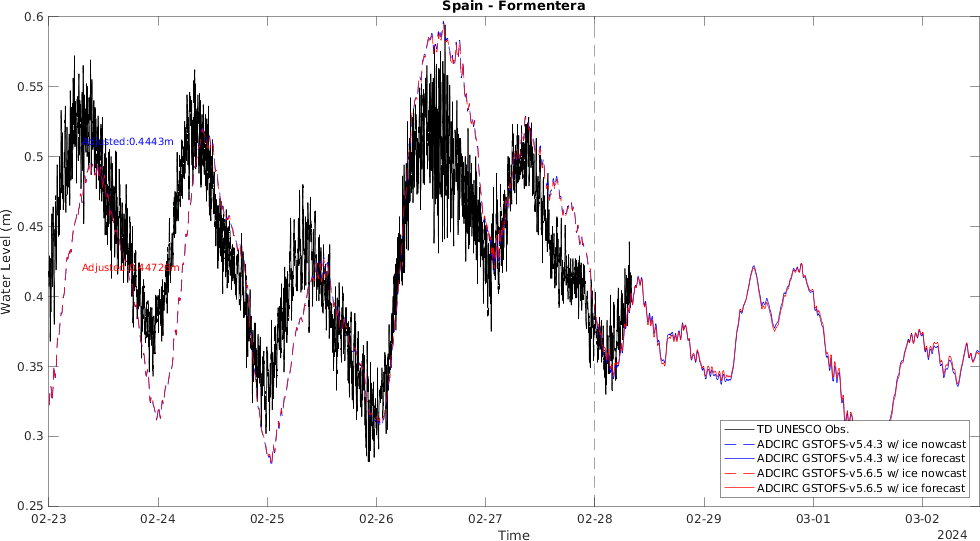 Spain - Formentera
0.6
0.55
0.5
0.45
0.4
0.35
0.3
0.25
Water Level (m)
Adjusted:0.4443m
02-23
02-24
02-25
02-26
02-27
02-28
02-29
03-01
03-02
Time
2024
TD UNESCO Obs.
ADCIRC GSTOFS-v5.4.3 w/ ice nowcast
ADCIRC GSTOFS-v5.4.3 w/ ice forecast
ADCIRC GSTOFS-v5.6.5 w/ ice nowcast
ADCIRC GSTOFS-v5.6.5 w/ ice forecast